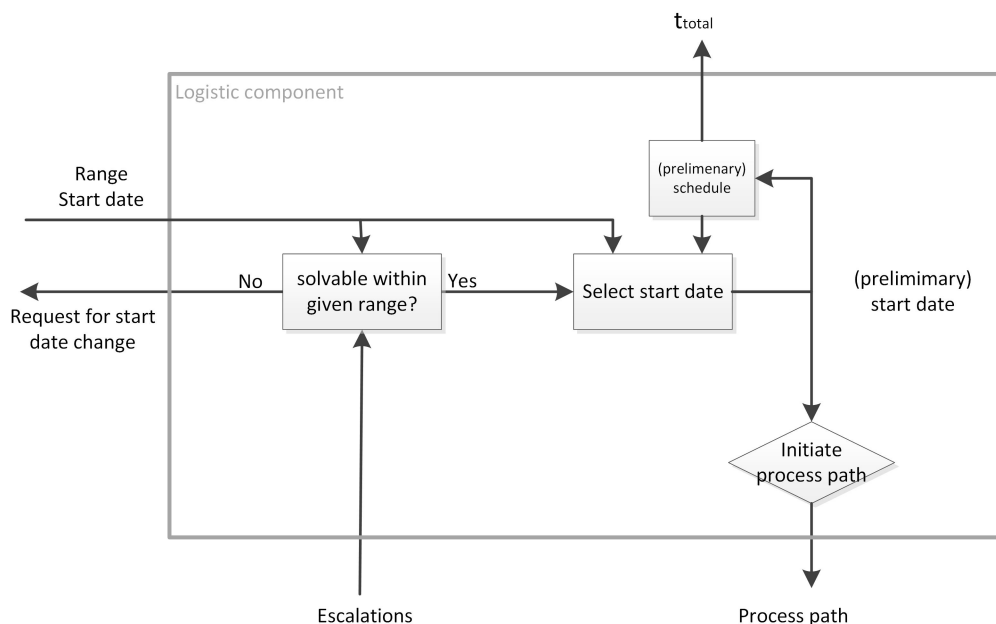 t total
Logistic component
Range
Start date
(prelimenary)
schedule
No
solvable within
given range?
Yes
Select start date
(prelimimary)
start date
Request for start
date change
Initiate
process path
Escalations
Process path